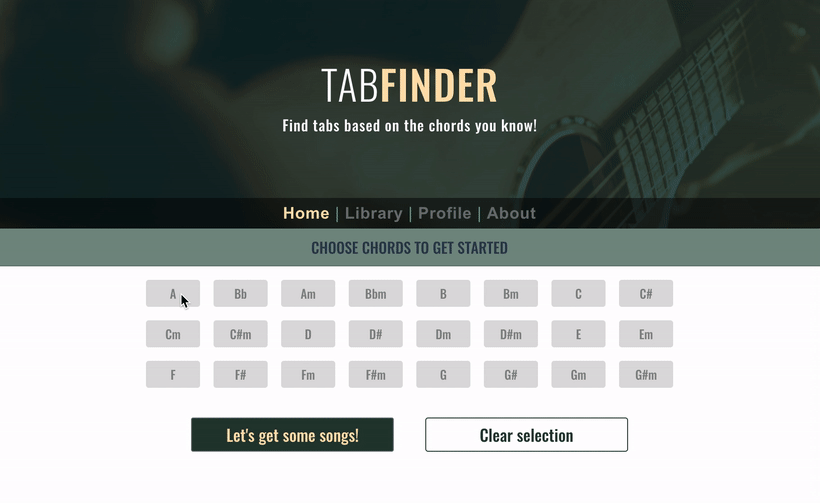 TABFINDER
Find tabs based on the chords you know!
Home | Library | Profile | About
CHOOSE CHORDS TO GET STARTED
A Bb Am Bbm B Bm C C#
Cm C#m D D# Dm D#m E Em
F F# Fm F#m G G# Gm G#m
Let's get some songs! Clear selection